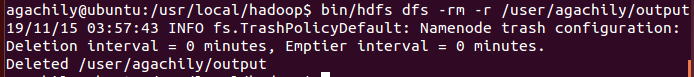 agachily@ubuntu:/usr/local/hadoop$ bin/hdfs dfs -rm -r /user/agachily/output
19/11/15 03:57:43 INFO fs.TrashPolicyDefault: Namenode trash configuration:
Deletion interval = 0 minutes, Emptier interval = 0 minutes.
Deleted /user/agachily/output